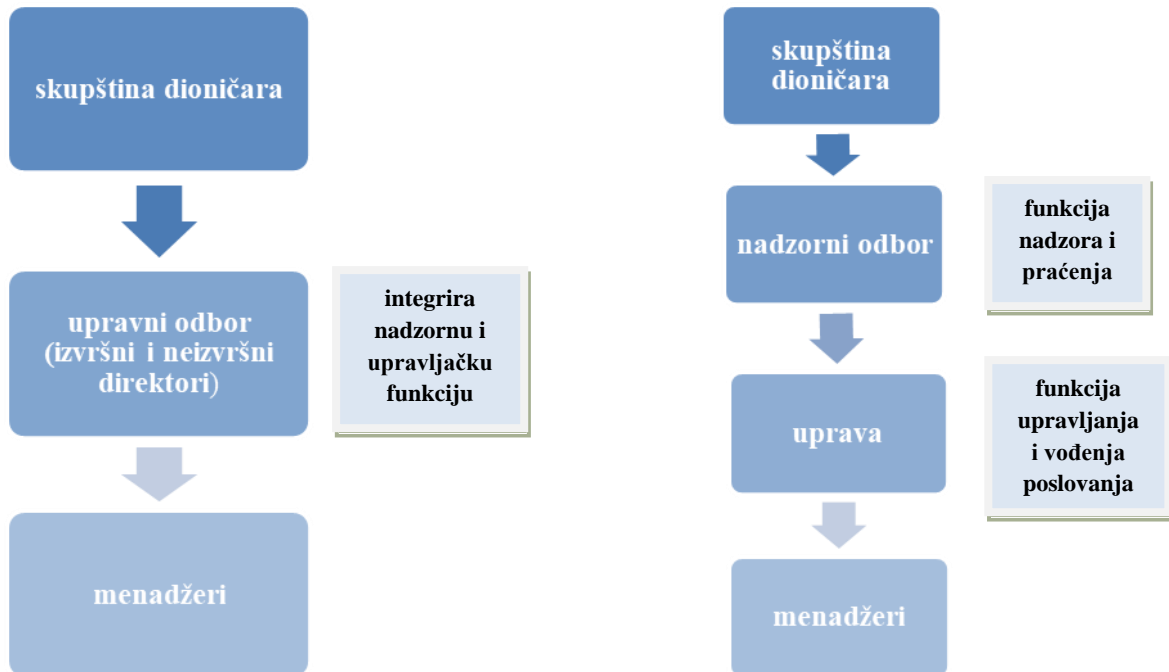 skupština dioničara
upravni odbor
(izvršni i neizvršni
direktori)
integrira
nadzornu i
upravljačku
funkciju
menadžeri
skupština
dioničara
nadzorni odbor
funkcija
nadzora i
praćenja
uprava
funkcija
upravljanja
i vođenja
poslovanja
menadžeri